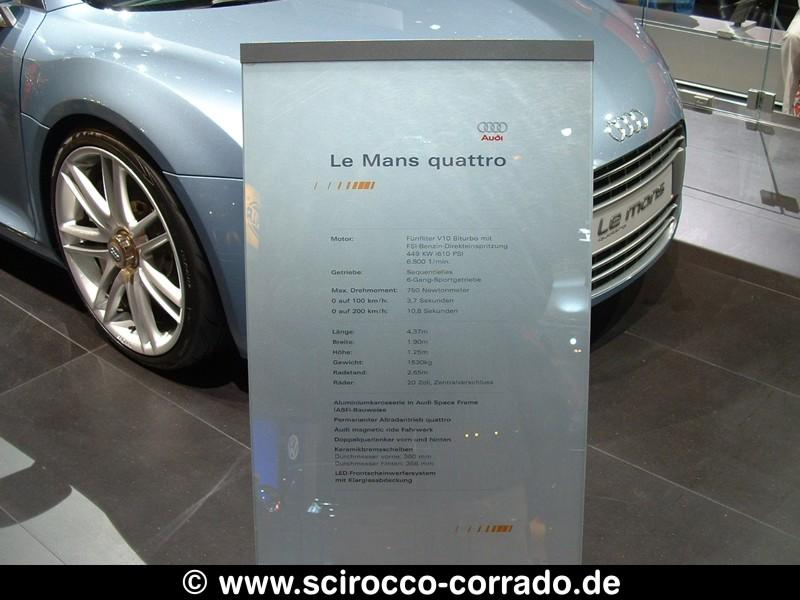 Audi
Le Mans quattro
Motor: Fünfliter V10 Biturbo mit
FSI-Benzin-Direkteinspritzung
449 KW (610 PS)
6.800 1/min.
Getriebe: Sequentielles
6-Gang-Sportgetriebe
Max. Drehmoment: 750 Newtonmeter
0 auf 100 km/h: 3,7 Sekunden
0 auf 200 km/h: 10,8 Sekunden
Länge: 4.37m
Breite: 1.90m
Höhe: 1.25m
Gewicht: 1530kg
Radstand: 2.65m
Räder: 20 Zoll, Zentralverschluss
Aluminiumkarosserie in Audi Space Frame
(ASF)-Bauweise
Permanenter Allradantrieb quattro
Audi magnetic ride Fahrwerk
Doppelquerlenker vorn und hinten
Keramikbremsscheiben
Durchmesser vorne: 380 mm
Durchmesser hinten: 356 mm
LED-Frontscheinwerfersystem
mit Klarglasabdeckung
Le mans
quattro
© www.scirocco-corrado.de